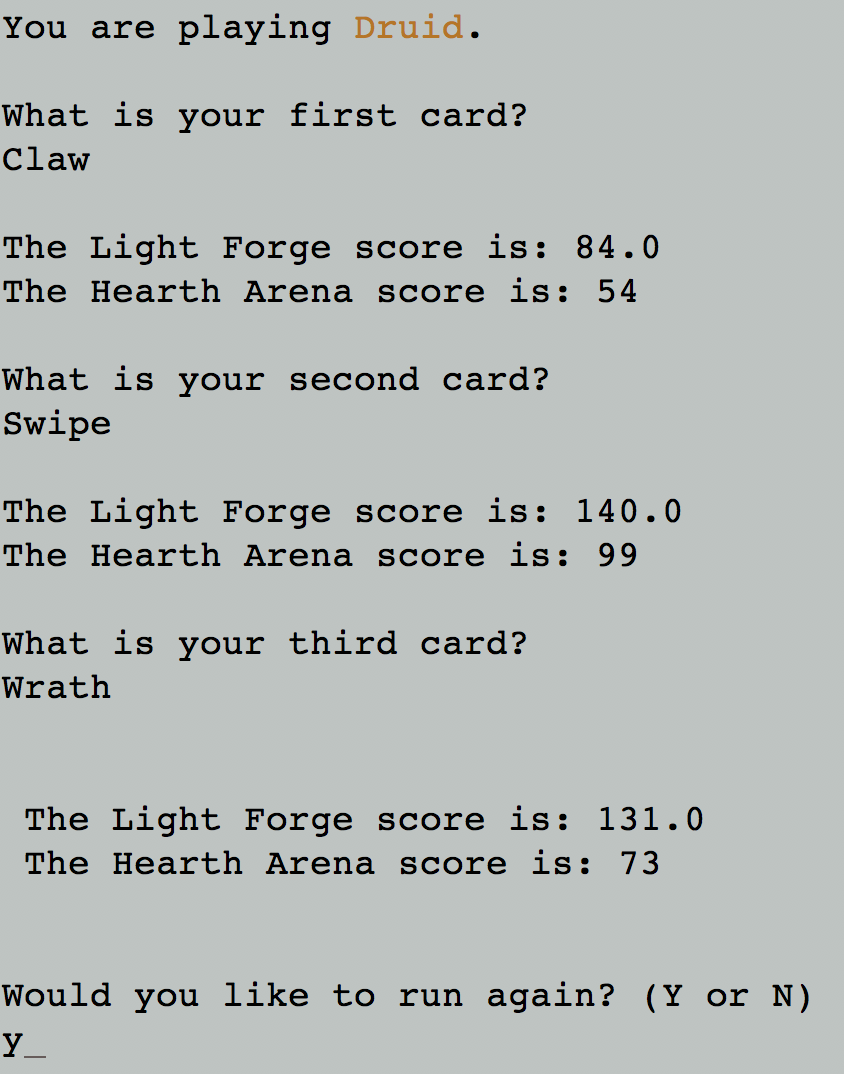 You are playing Druid.
What is your first card?
Claw
The Light Forge score is: 84.0
The Hearth Arena score is: 54
What is your second card?
Swipe
The Light Forge score is: 140.0
The Hearth Arena score is: 99
What is your third card?
Wrath
The Light Forge score is: 131.0
The Hearth Arena score is: 73
Would you like to run again? (Y or N)
y_